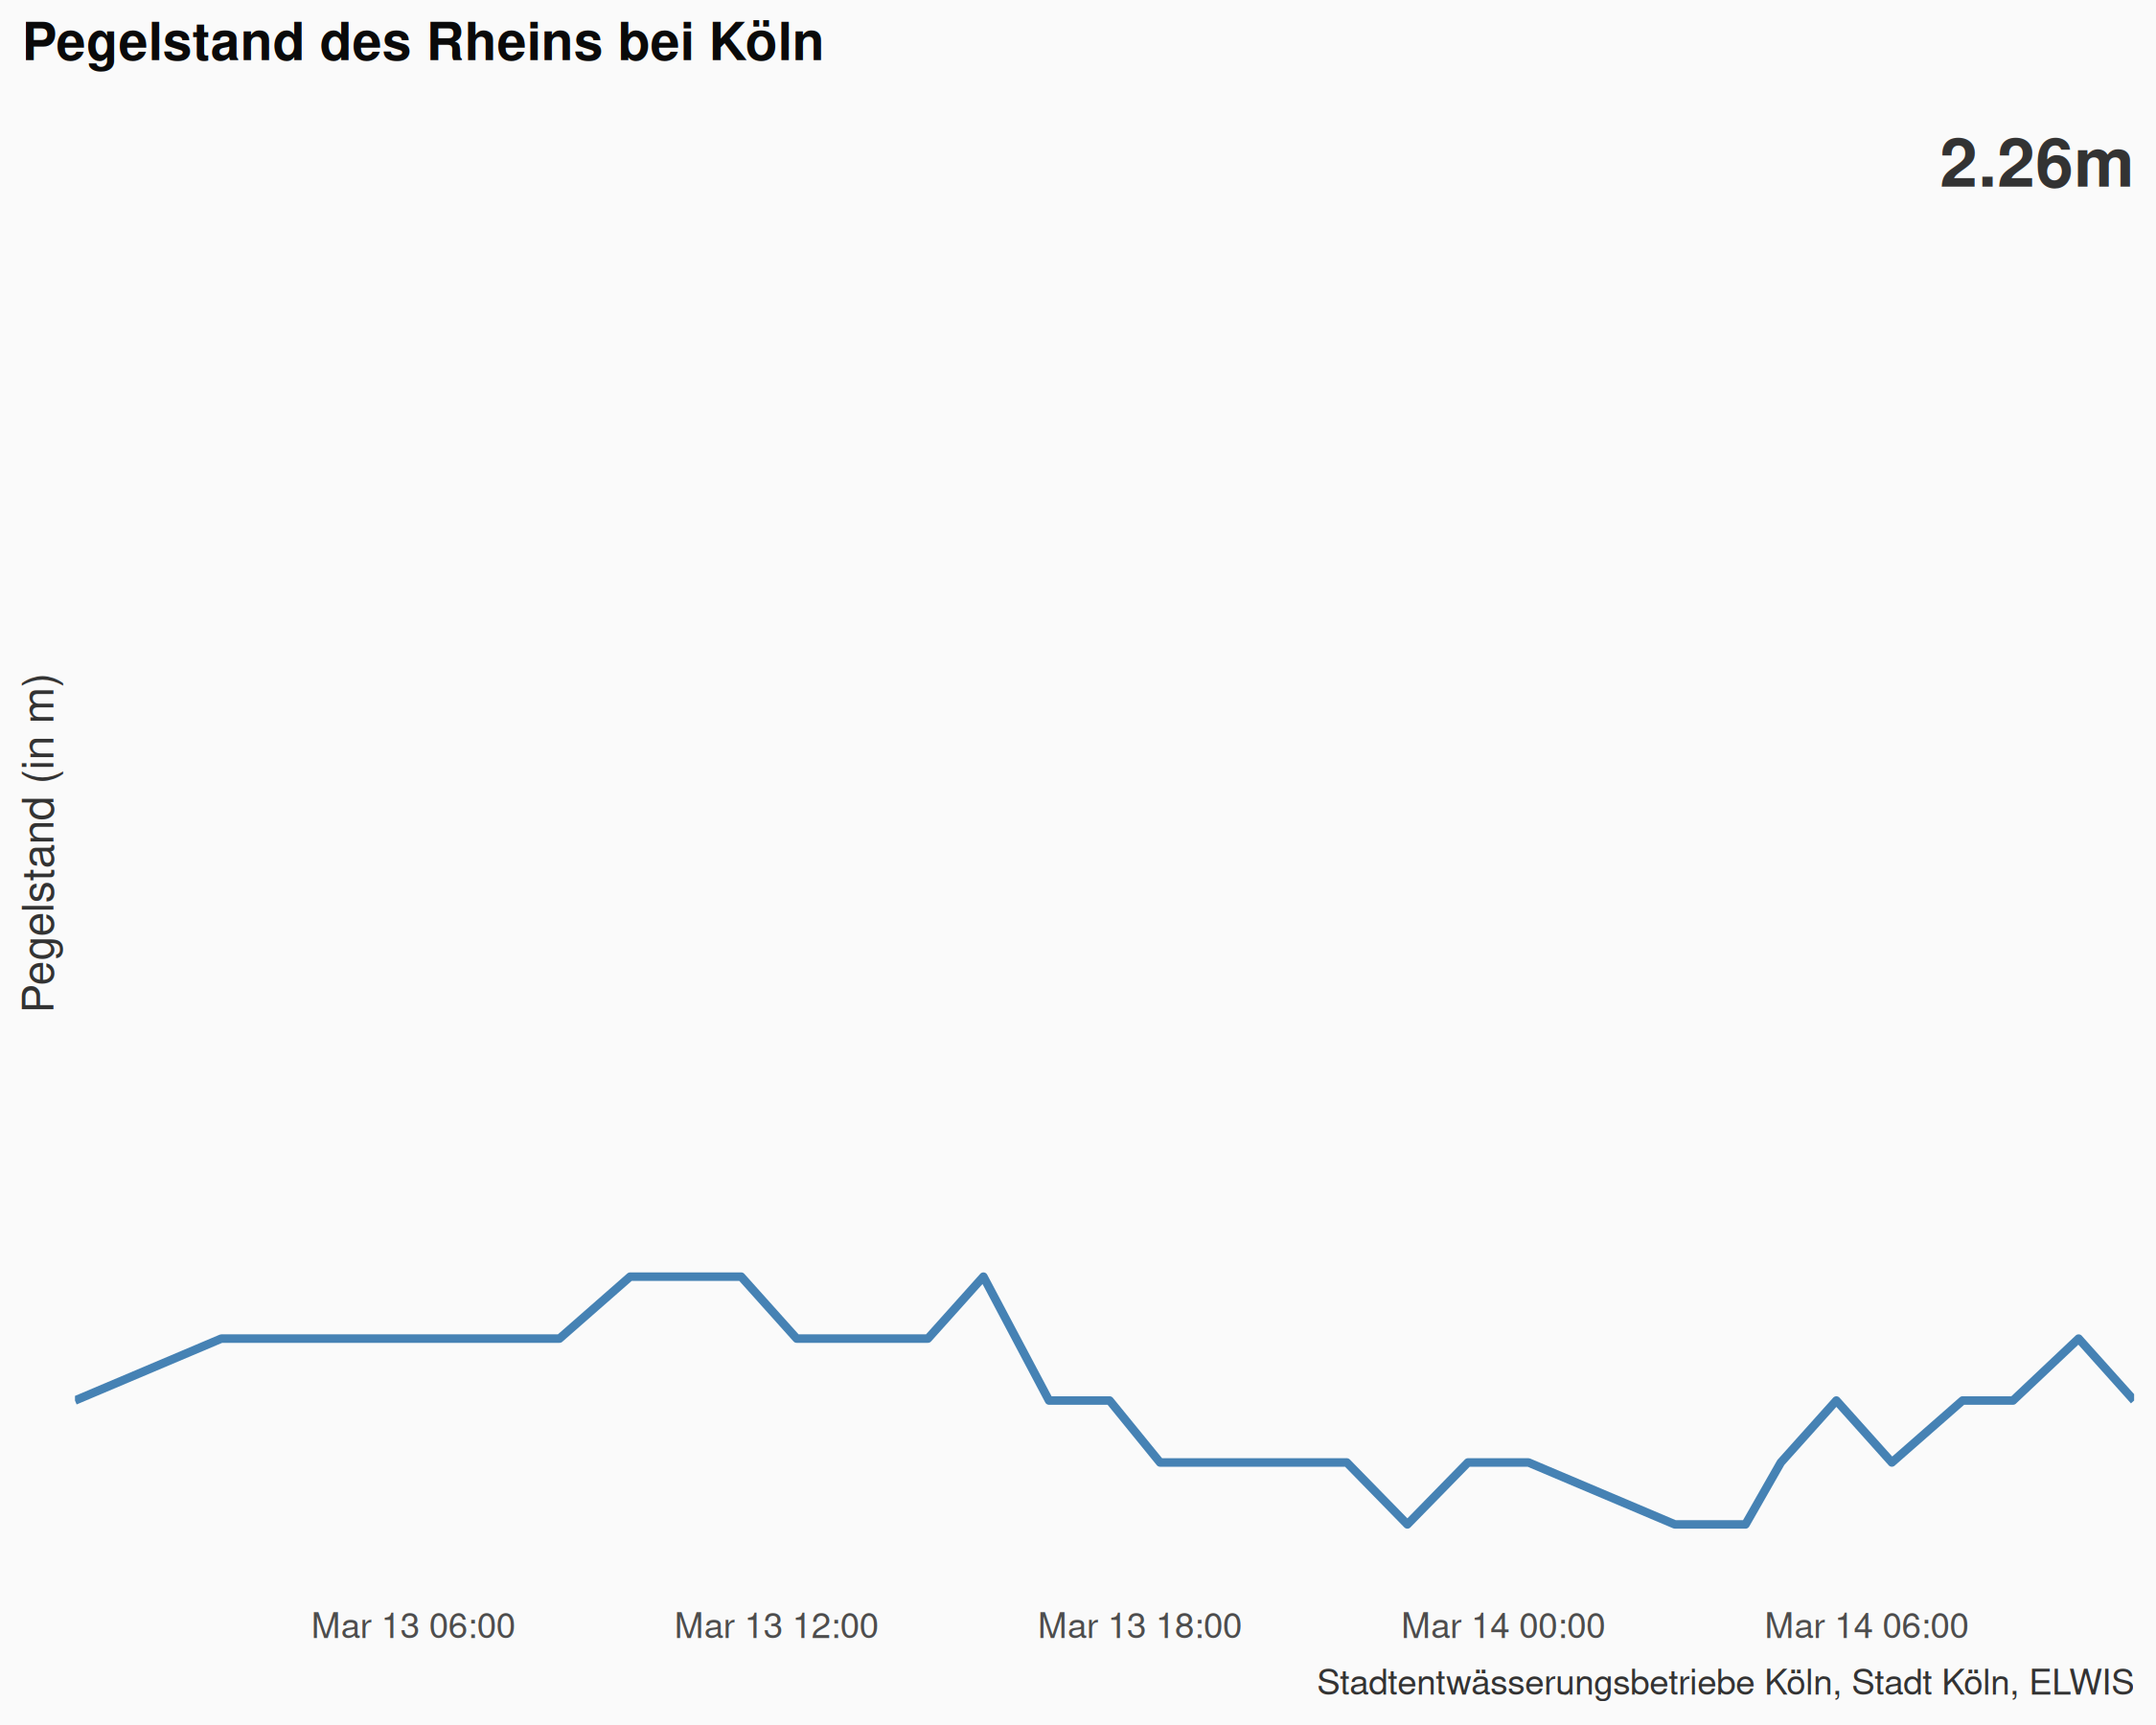 Pegelstand des Rheins bei Köln
2.26m
Pegelstand (in m)
Mar 13 06:00
Mar 13 12:00
Mar 13 18:00
Mar 14 00:00
Mar 14 06:00
Stadtentwässerungsbetriebe Köln, Stadt Köln, ELWIS